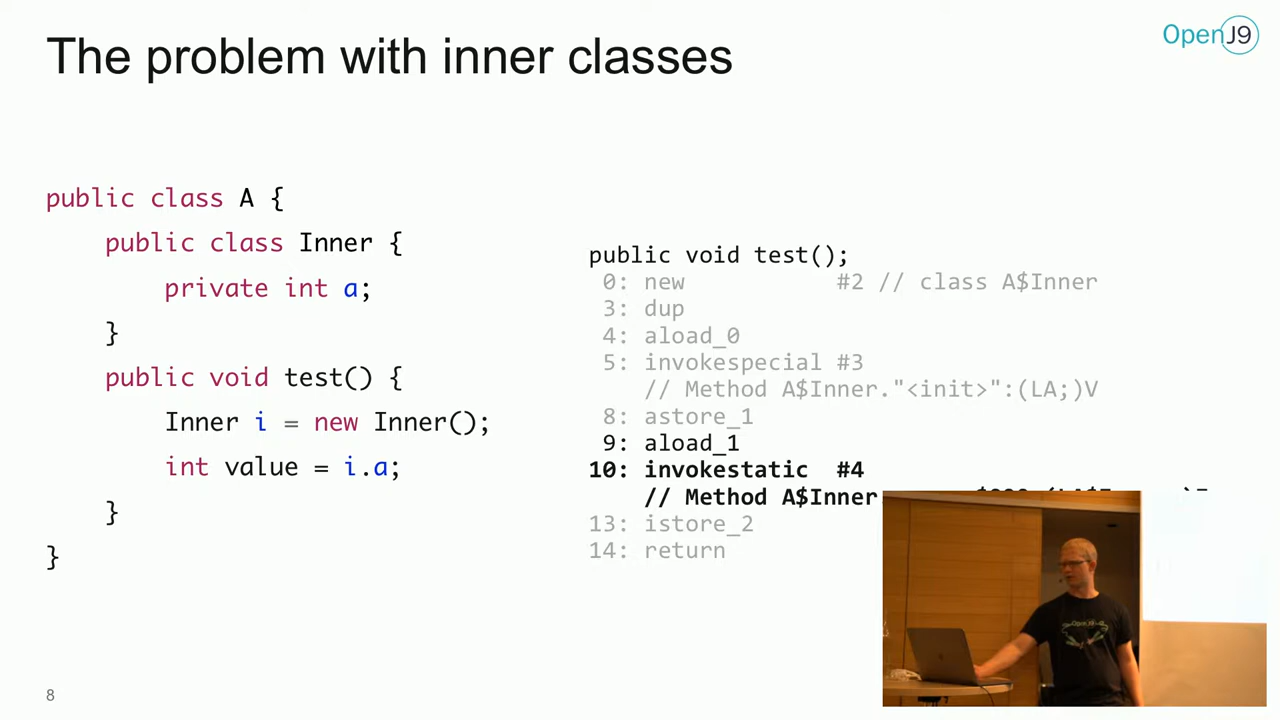 The problem with inner classes
OpenJ9
public class A {
public class Inner {
private int a;
}
public void test() {
Inner i = new Inner();
int value = i.a;
}
}
public void test();
0: new #2 // class A$Inner
3: dup
4: aload_0
5: invokespecial #3
// Method A$Inner."<init>":(LA;)V
8: astore_1
9: aload_1
10: invokestatic #4
// Method A$Inner
13: istore_2
14: return
8